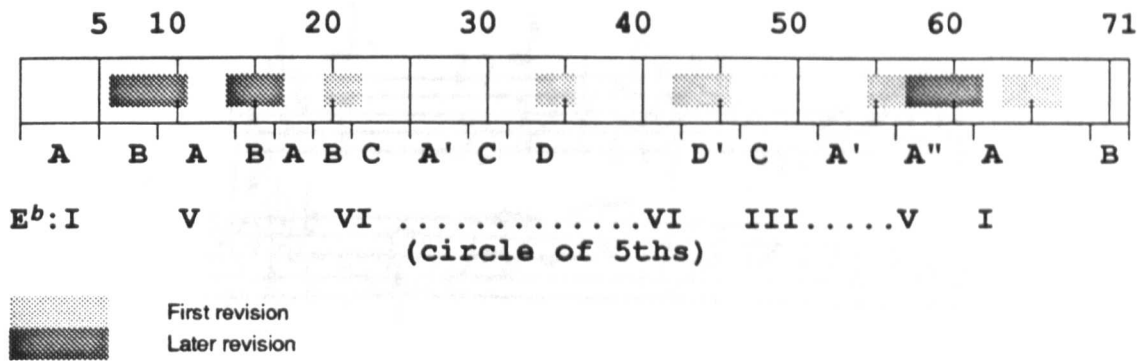 5 10 20 30 40 50 60 71
A B A B A B C A' C D D' C A' A" A B
E♭:I V VI .... ............VI III.....V I
(circle of 5ths)
First revision
Later revision